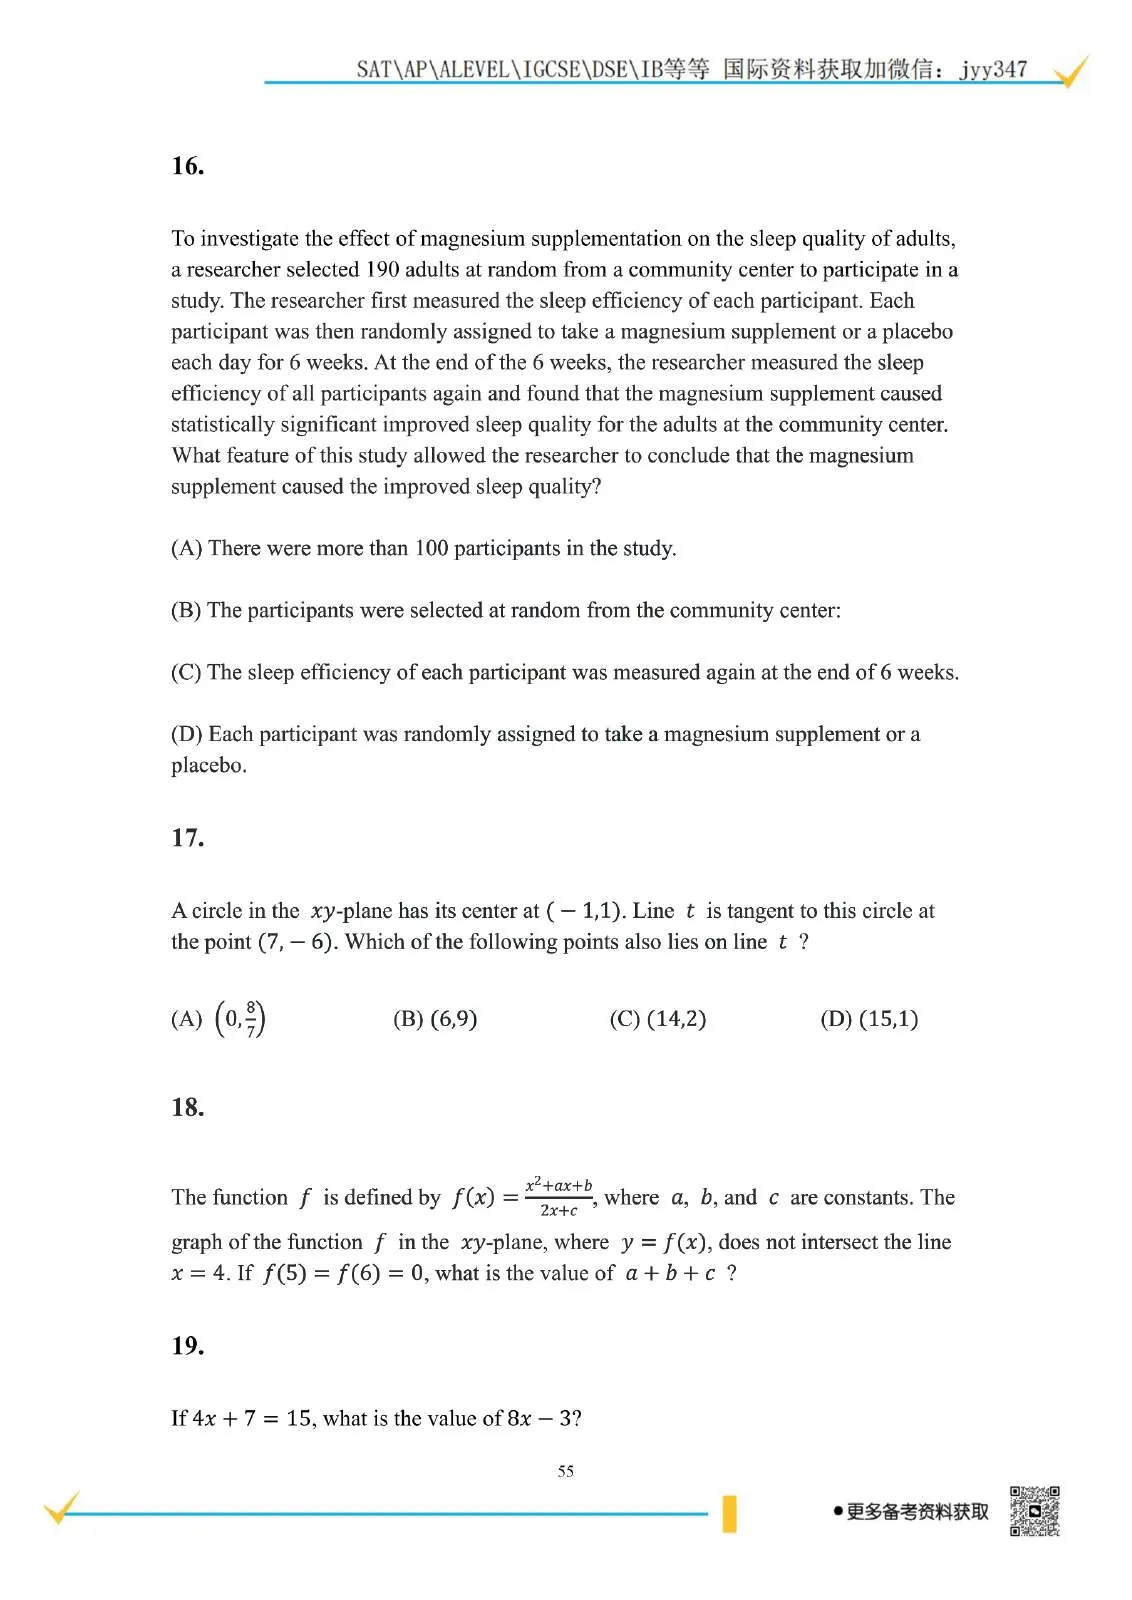 SAT\AP\ALEVEL\IGCSE\DSE\IB等等 国际资料获取加微信：jyy347
16.
To investigate the effect of magnesium supplementation on the sleep quality of adults,
a researcher selected 190 adults at random from a community center to participate in a
study. The researcher first measured the sleep efficiency of each participant. Each
participant was then randomly assigned to take a magnesium supplement or a placebo
each day for 6 weeks. At the end of the 6 weeks, the researcher measured the sleep
efficiency of all participants again and found that the magnesium supplement caused
statistically significant improved sleep quality for the adults at the community center.
What feature of this study allowed the researcher to conclude that the magnesium
supplement caused the improved sleep quality?
(A) There were more than 100 participants in the study.
(B) The participants were selected at random from the community center:
(C) The sleep efficiency of each participant was measured again at the end of 6 weeks.
(D) Each participant was randomly assigned to take a magnesium supplement or a
placebo.
17.
A circle in the xy-plane has its center at ( − 1,1). Line t is tangent to this circle at
the point (7, − 6). Which of the following points also lies on line t ?
(A) (0, 8/7) (B) (6,9) (C) (14,2) (D) (15,1)
18.
The function f is defined by f(x) = (x²+ax+b)/(2x+c), where a, b, and c are constants. The
graph of the function f in the xy-plane, where y = f(x), does not intersect the line
x = 4. If f(5) = f(6) = 0, what is the value of a + b + c ?
19.
If 4x + 7 = 15, what is the value of 8x − 3?
55
●更多备考资料获取